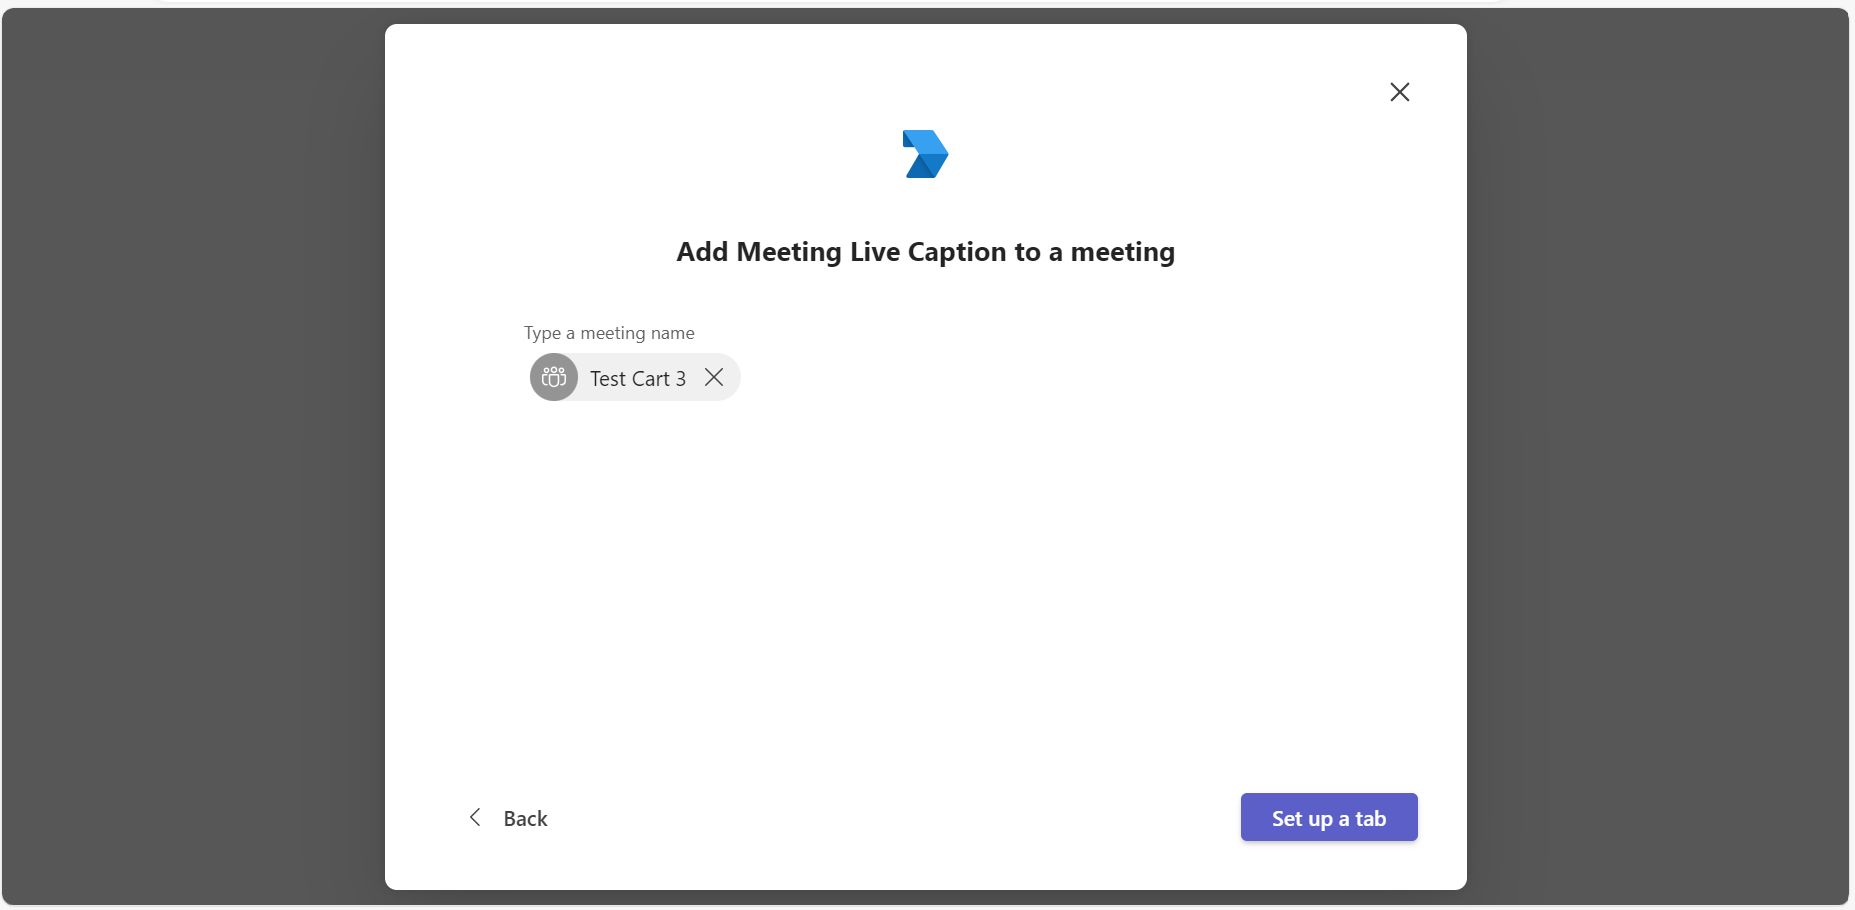 Add Meeting Live Caption to a meeting
Type a meeting name
Test Cart 3
Back
Set up a tab